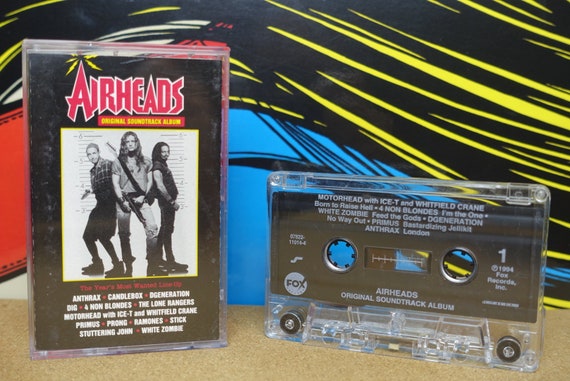 AIRHEADS
ORIGINAL SOUNDTRACK ALBUM
The Year's Most Wanted Line-Up
ANTHRAX • CANDLEBOX • DGENERATION
DIG • 4 NON BLONDES • THE LONE RANGERS
MOTORHEAD with ICE-T and WHITFIELD CRANE
PRIMUS • PRONG • RAMONES • STICK
STUTTERING JOHN • WHITE ZOMBIE
MOTORHEAD with ICE-T and WHITFIELD CRANE
Born to Raise Hell • 4 NON BLONDES I'm the One •
WHITE ZOMBIE Feed the Gods • DGENERATION
No Way Out • PRIMUS Bastardizing Jellikit
ANTHRAX London
07822-
11014-4
1
℗ 1994
Fox
Records, Inc.
FOX
AIRHEADS
ORIGINAL SOUNDTRACK ALBUM